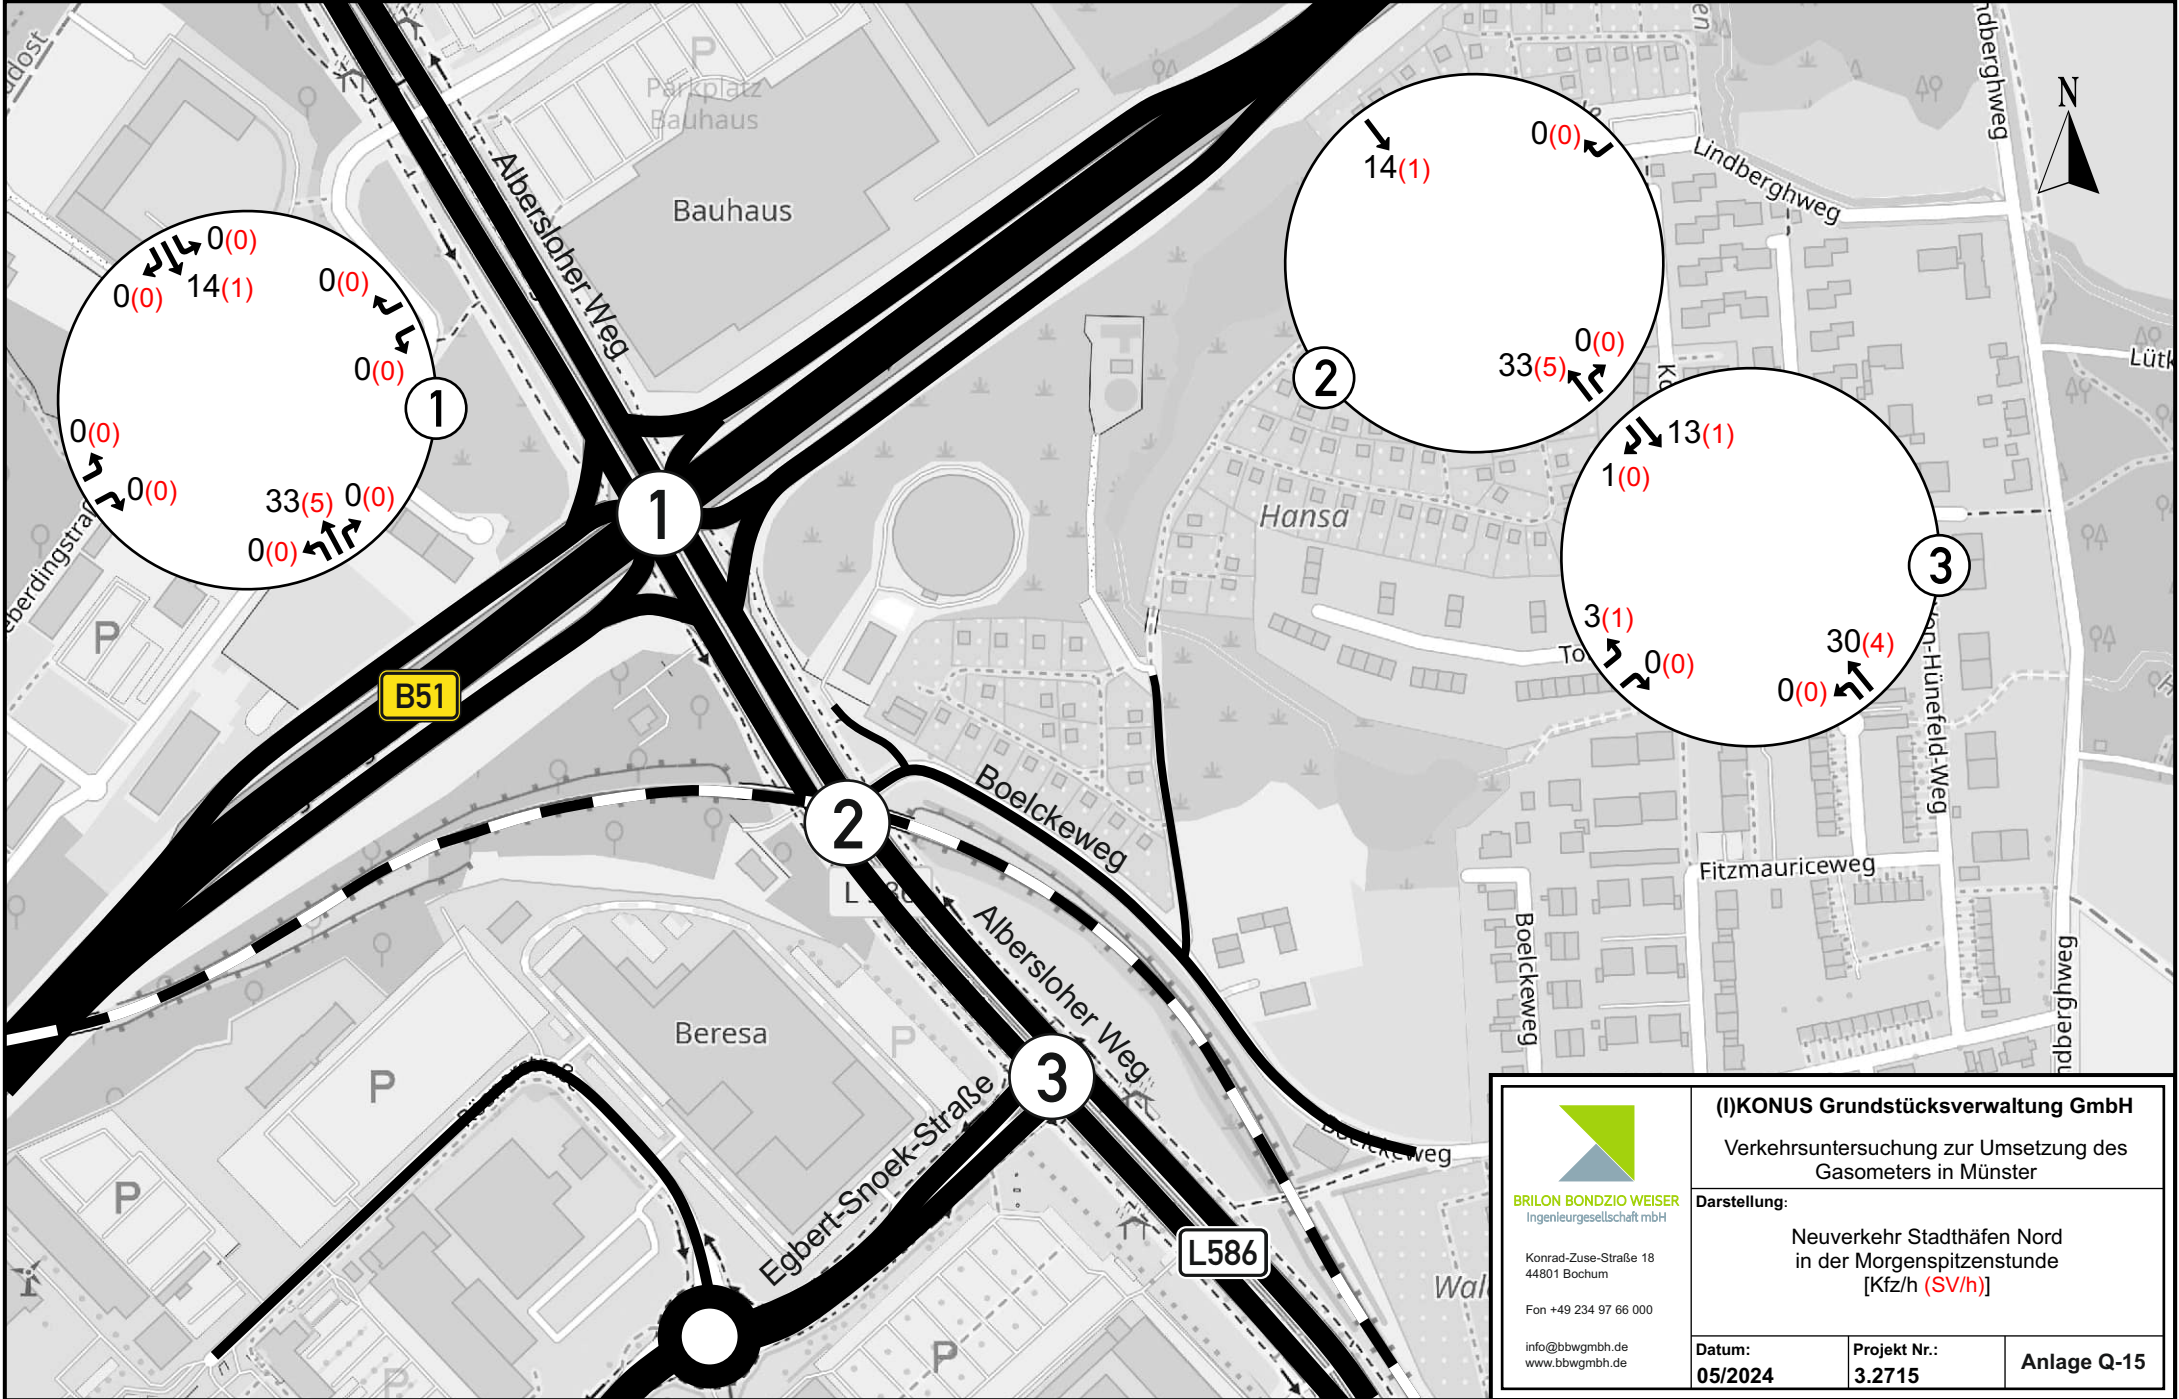 P
Parkplatz
Bauhaus
Bauhaus
Albersloher Weg
N
Lindberghweg
Lindberghweg
0(0)
14(1)
0(0)
0(0)
0(0)
0(0)
0(0)
33(5)
0(0)
0(0)
1
14(1)
0(0)
33(5)
0(0)
2
13(1)
1(0)
3(1)
0(0)
30(4)
0(0)
3
Hansa
1
B51
P
2
Boelckeweg
Albersloher Weg
Fitzmauriceweg
Boelckeweg
Beresa
P
P
3
Egbert-Snoek-Straße
Boelckeweg
L586
P
P
P
(I)KONUS Grundstücksverwaltung GmbH
Verkehrsuntersuchung zur Umsetzung des
Gasometers in Münster
BRILON BONDZIO WEISER
Ingenieurgesellschaft mbH
Konrad-Zuse-Straße 18
44801 Bochum
Fon +49 234 97 66 000
info@bbwgmbh.de
www.bbwgmbh.de
Darstellung:
Neuverkehr Stadthäfen Nord
in der Morgenspitzenstunde
[Kfz/h (SV/h)]
Datum:
05/2024
Projekt Nr.:
3.2715
Anlage Q-15